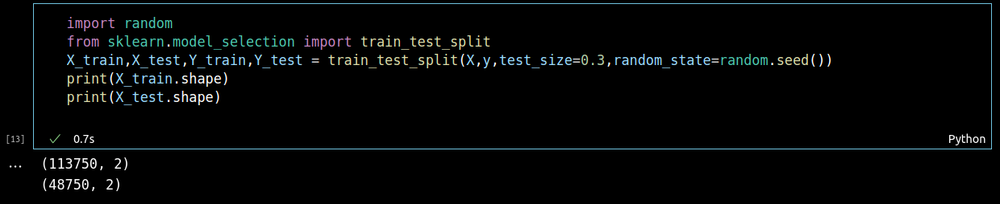 import random
from sklearn.model_selection import train_test_split
X_train,X_test,Y_train,Y_test = train_test_split(X,y,test_size=0.3,random_state=random.seed())
print(X_train.shape)
print(X_test.shape)
[13] ✓ 0.7s Python
... (113750, 2)
(48750, 2)